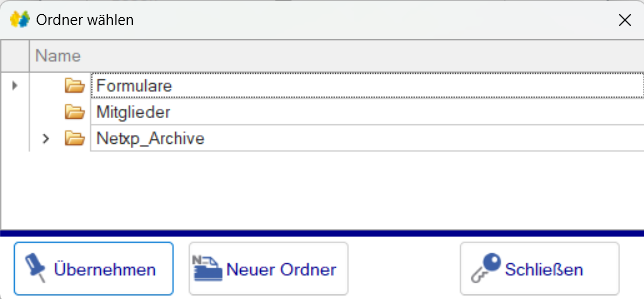 Ordner wählen
Name
Formulare
Mitglieder
Netxp_Archive
Übernehmen
Neuer Ordner
Schließen